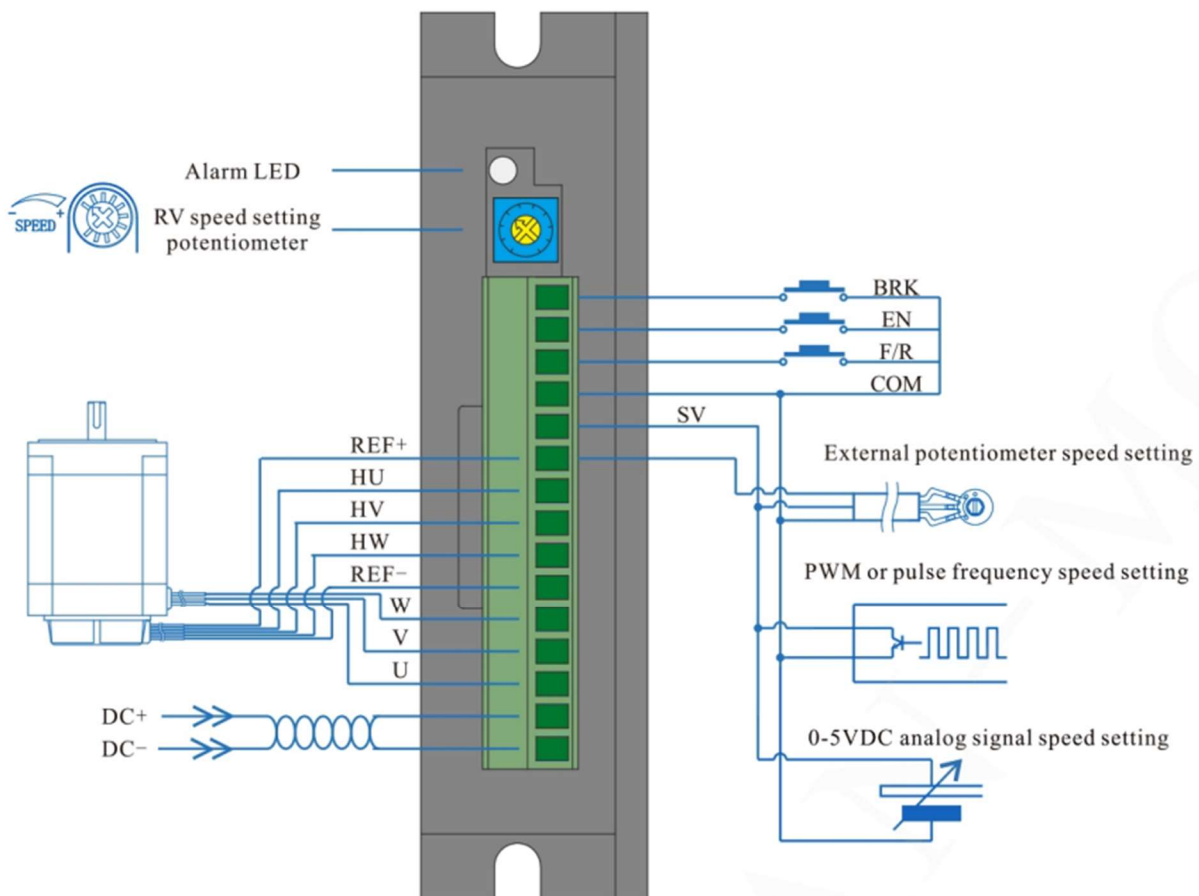 Alarm LED
SPEED
- +
RV speed setting
potentiometer
BRK
EN
F/R
COM
SV
REF+
HU
HV
HW
REF−
W
V
U
DC+
DC−
External potentiometer speed setting
PWM or pulse frequency speed setting
0-5VDC analog signal speed setting